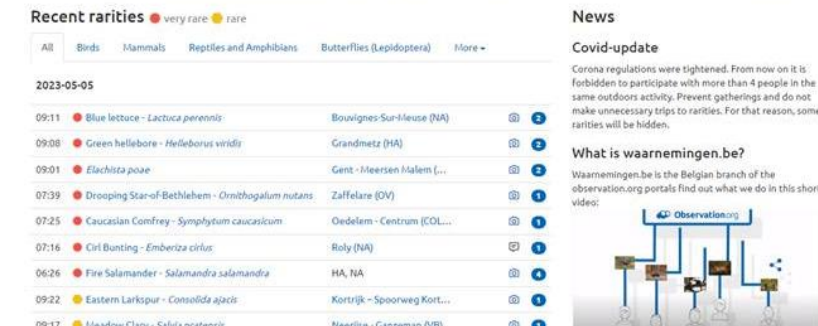 Recent rarities very rare rare
All Birds Mammals Reptiles and Amphibians Butterflies (Lepidoptera) More
2023-05-05
09:11 Blue lettuce - Lactuca perennis Bouvignes-Sur-Meuse (NA) 2
09:08 Green hellebore - Helleborus viridis Grandmetz (HA) 2
09:01 Elachista poae Gent - Meersen Malem (... 2
07:39 Drooping Star-of-Bethlehem - Ornithogalum nutans Zaffelare (OV) 1
07:25 Caucasian Comfrey - Symphytum caucasicum Oedelem - Centrum (COL... 1
07:16 Cirl Bunting - Emberiza cirlus Roly (NA) 1
06:26 Fire Salamander - Salamandra salamandra HA, NA 4
09:22 Eastern Larkspur - Consolida ajacis Kortrijk – Spoorweg Kort... 1
09:17 Meadow Clary - Salvia pratensis
News
Covid-update
Corona regulations were tightened. From now on it is
forbidden to participate with more than 4 people in the
same outdoors activity. Prevent gatherings and do not
make unnecessary trips to rarities. For that reason, some
rarities will be hidden.
What is waarnemingen.be?
Waarnemingen.be is the Belgian branch of the
observation.org portals find out what we do in this short
video:
Observation.org